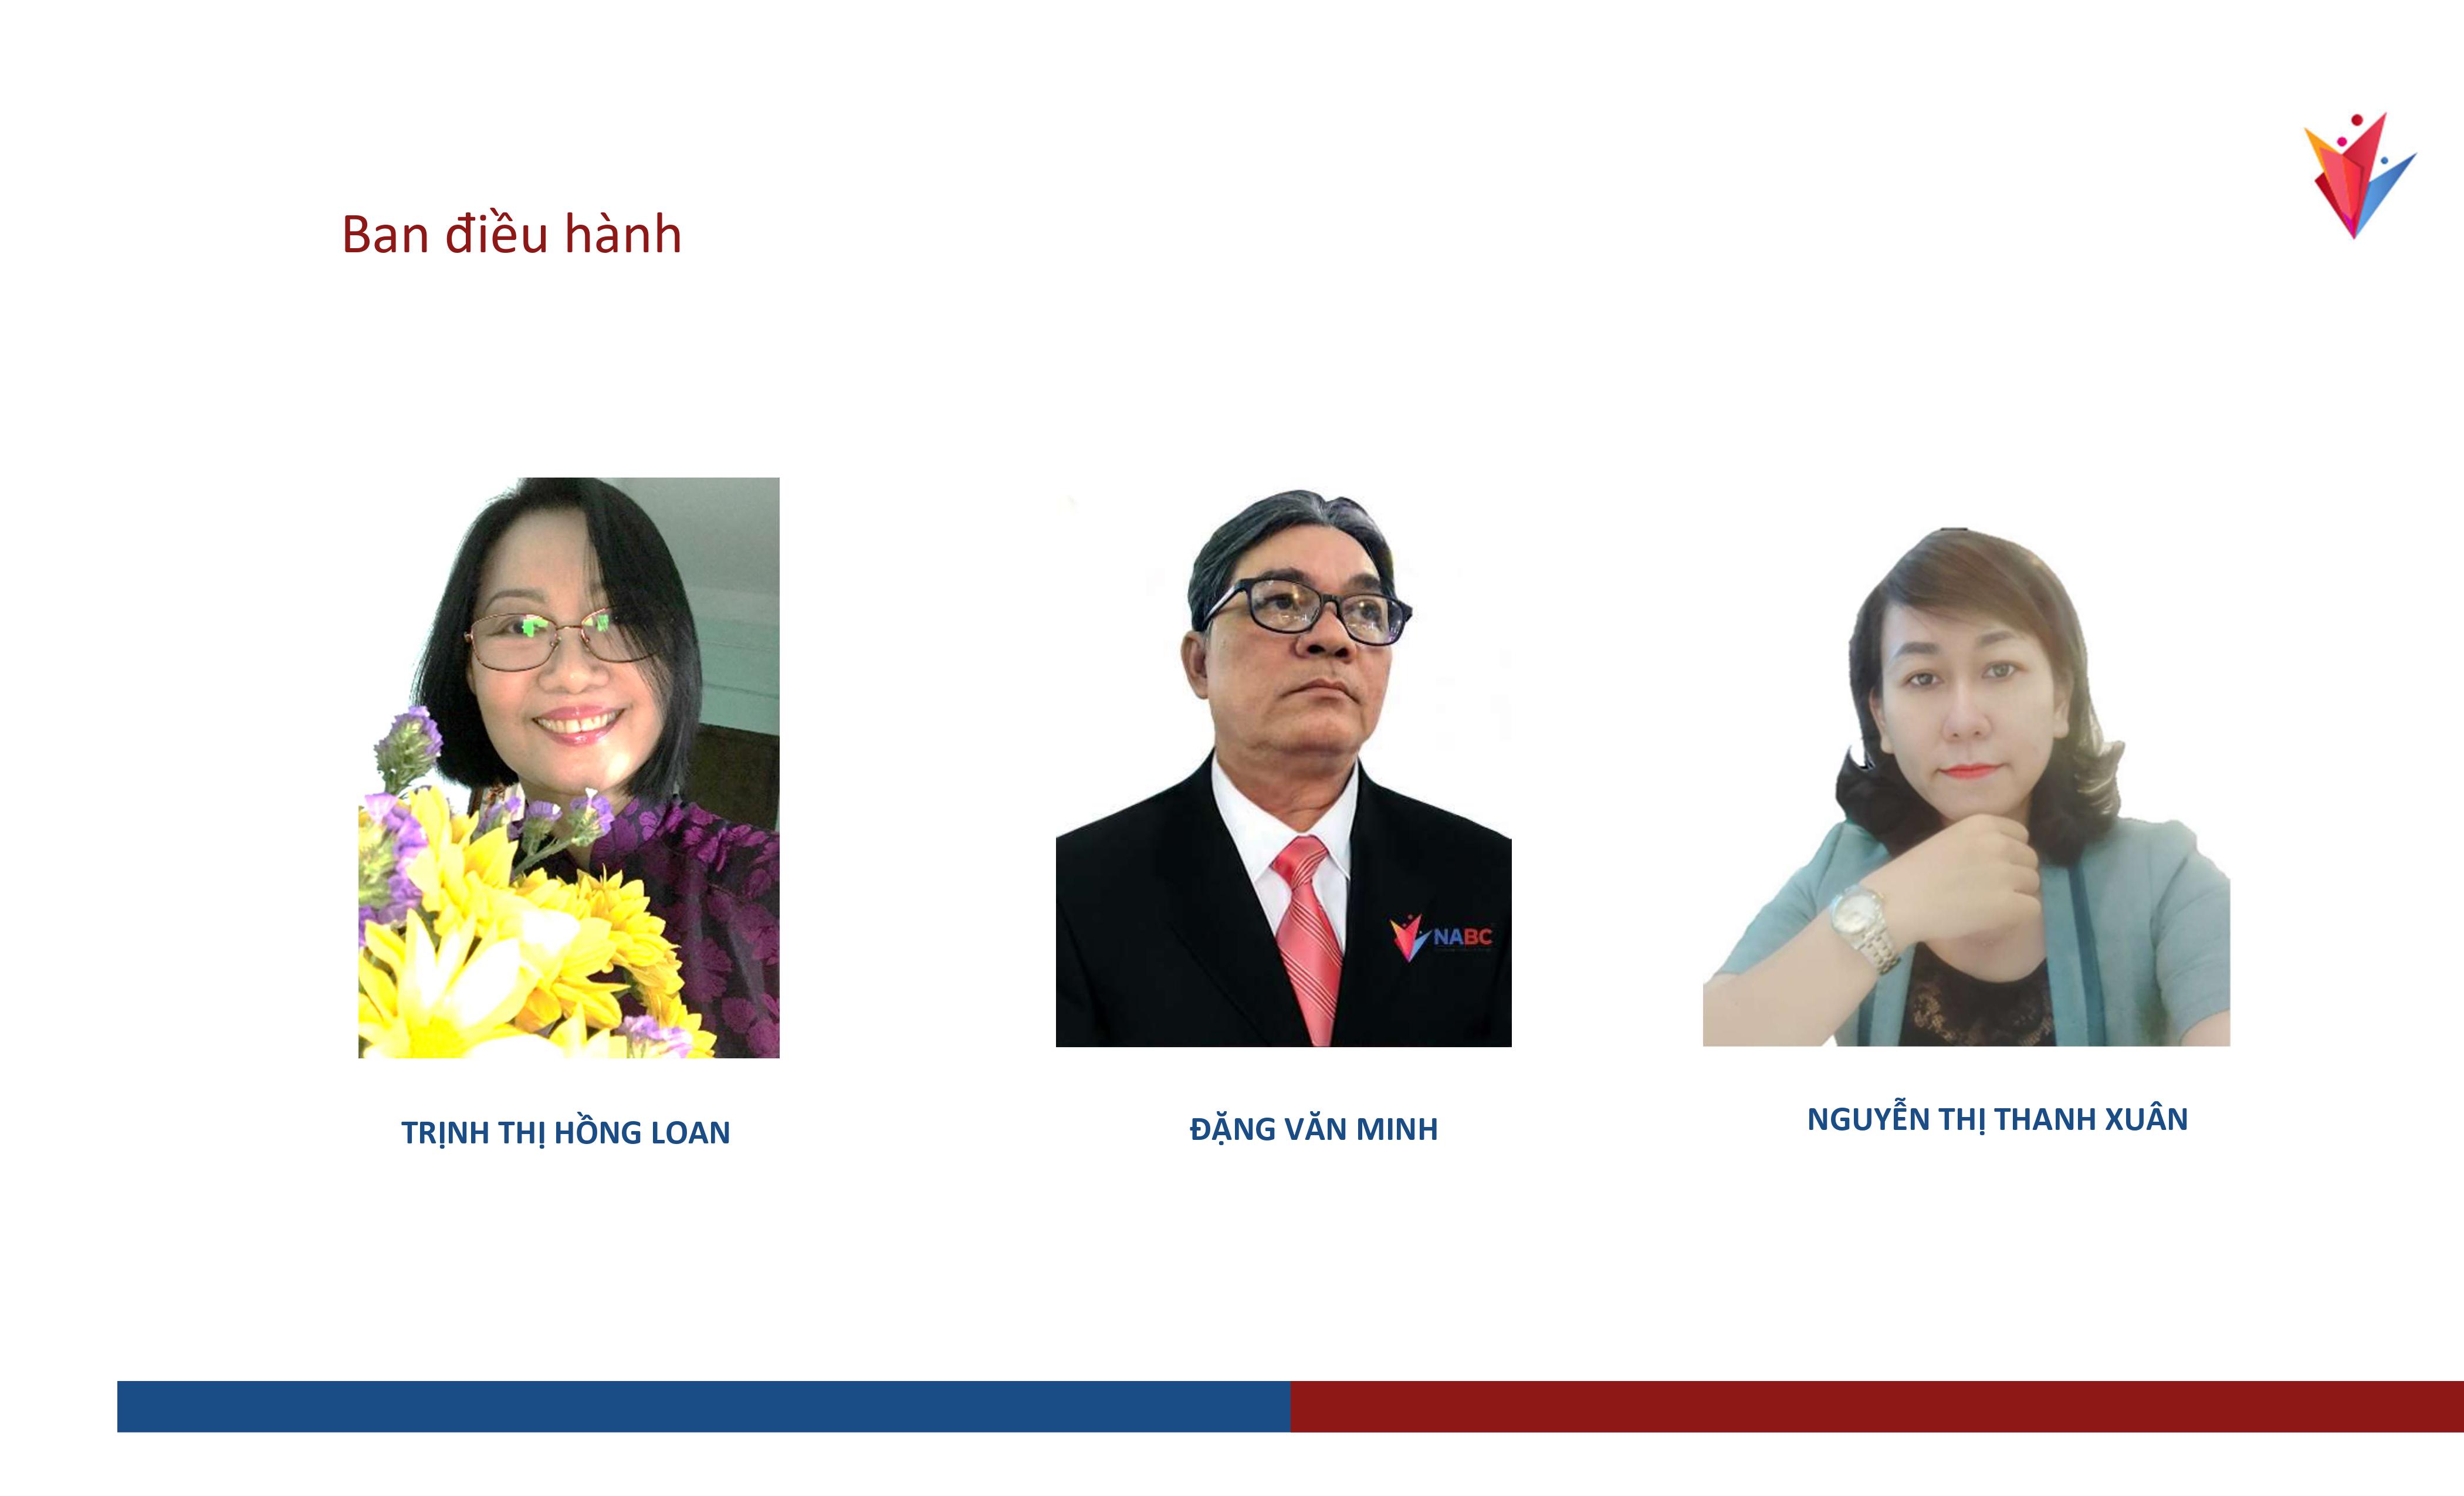 Ban điều hành
NABC
TRỊNH THỊ HỒNG LOAN
ĐẶNG VĂN MINH
NGUYỄN THỊ THANH XUÂN